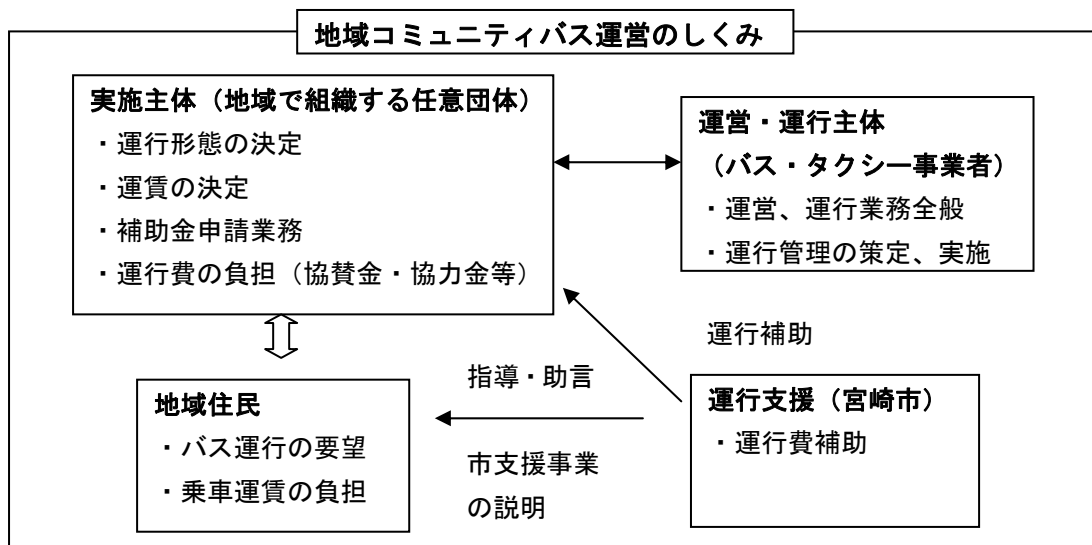 地域コミュニティバス運営のしくみ
実施主体（地域で組織する任意団体）
・運行形態の決定
・運賃の決定
・補助金申請業務
・運行費の負担（協賛金・協力金等）
運営・運行主体
（バス・タクシー事業者）
・運営、運行業務全般
・運行管理の策定、実施
運行補助
指導・助言
地域住民
・バス運行の要望
・乗車運賃の負担
市支援事業
の説明
運行支援（宮崎市）
・運行費補助